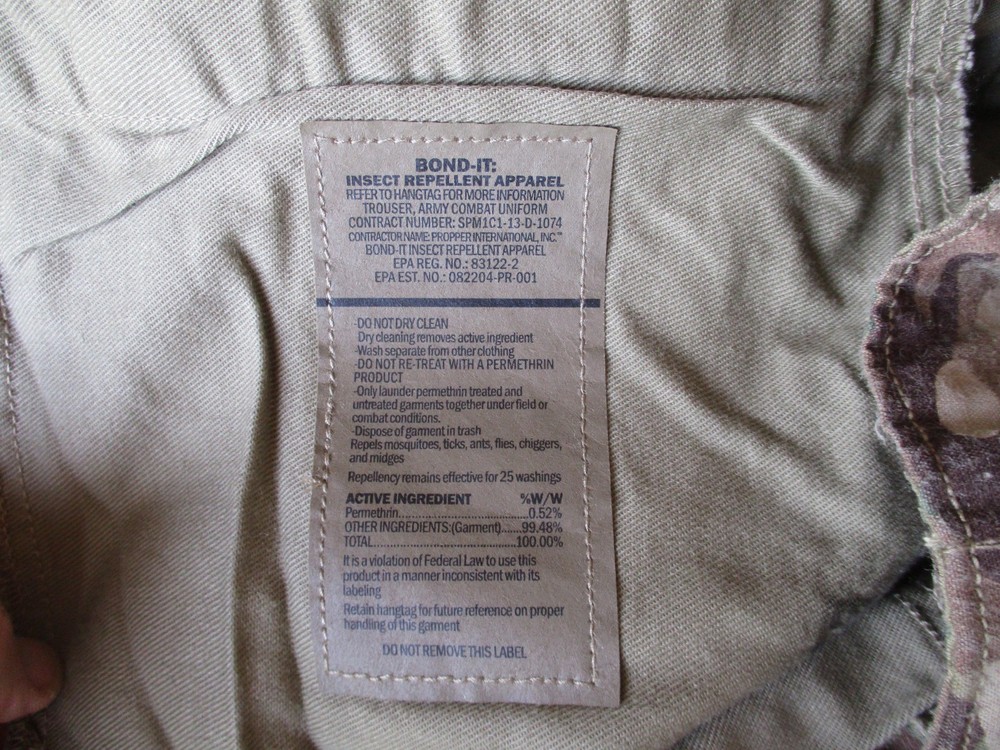 BOND-IT:
INSECT REPELLENT APPAREL
REFER TO HANGTAG FOR MORE INFORMATION
TROUSER, ARMY COMBAT UNIFORM
CONTRACT NUMBER: SPM1C1-13-D-1074
CONTRACTOR NAME: PROPPER INTERNATIONAL, INC.™
BOND-IT INSECT REPELLENT APPAREL
EPA REG. NO.: 83122-2
EPA EST. NO.: 082204-PR-001
-DO NOT DRY CLEAN
Dry cleaning removes active ingredient
-Wash separate from other clothing
-DO NOT RE-TREAT WITH A PERMETHRIN
PRODUCT
-Only launder permethrin treated and
untreated garments together under field or
combat conditions.
-Dispose of garment in trash
Repels mosquitoes, ticks, ants, flies, chiggers,
and midges
Repellency remains effective for 25 washings
ACTIVE INGREDIENT %W/W
Permethrin..............................0.52%
OTHER INGREDIENTS:(Garment)......99.48%
TOTAL....................................100.00%
It is a violation of Federal Law to use this
product in a manner inconsistent with its
labeling
Retain hangtag for future reference on proper
handling of this garment
DO NOT REMOVE THIS LABEL